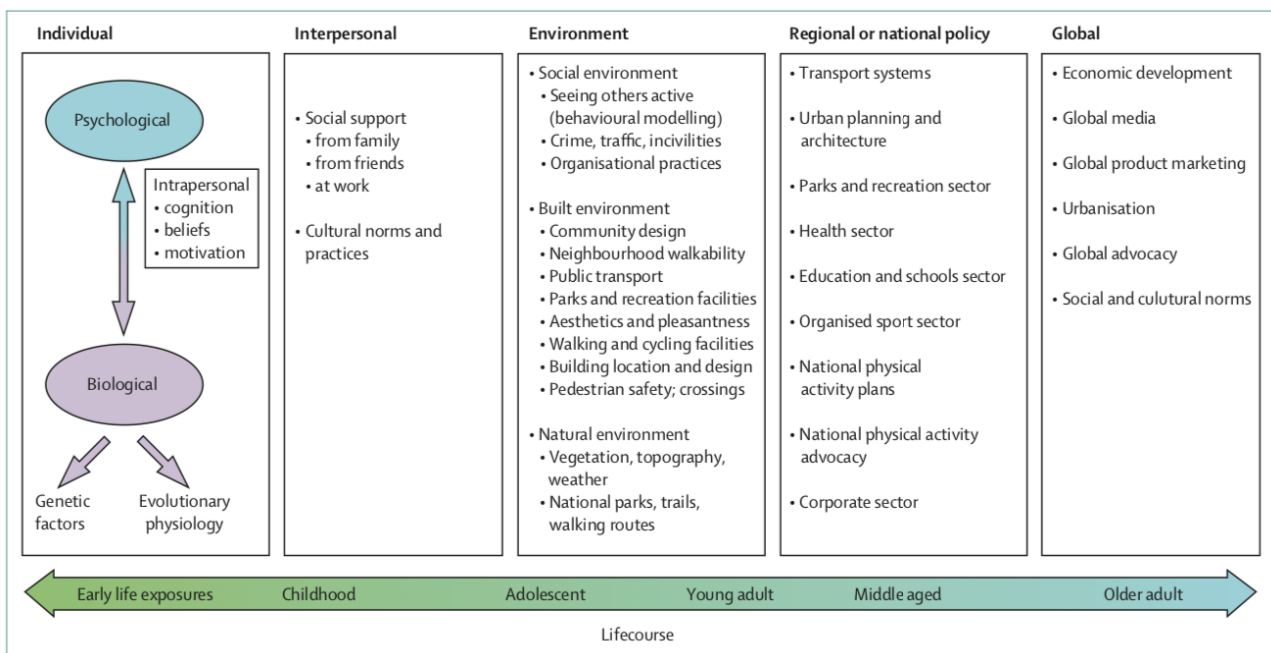 Individual
Psychological
Intrapersonal
• cognition
• beliefs
• motivation
Biological
Genetic
factors
Evolutionary
physiology
Interpersonal
• Social support
• from family
• from friends
• at work
• Cultural norms and
practices
Environment
• Social environment
• Seeing others active
(behavioural modelling)
• Crime, traffic, incivilities
• Organisational practices
• Built environment
• Community design
• Neighbourhood walkability
• Public transport
• Parks and recreation facilities
• Aesthetics and pleasantness
• Walking and cycling facilities
• Building location and design
• Pedestrian safety; crossings
• Natural environment
• Vegetation, topography,
weather
• National parks, trails,
walking routes
Regional or national policy
• Transport systems
• Urban planning and
architecture
• Parks and recreation sector
• Health sector
• Education and schools sector
• Organised sport sector
• National physical
activity plans
• National physical activity
advocacy
• Corporate sector
Global
• Economic development
• Global media
• Global product marketing
• Urbanisation
• Global advocacy
• Social and culutural norms
Early life exposures
Childhood
Adolescent
Young adult
Middle aged
Older adult
Lifecourse